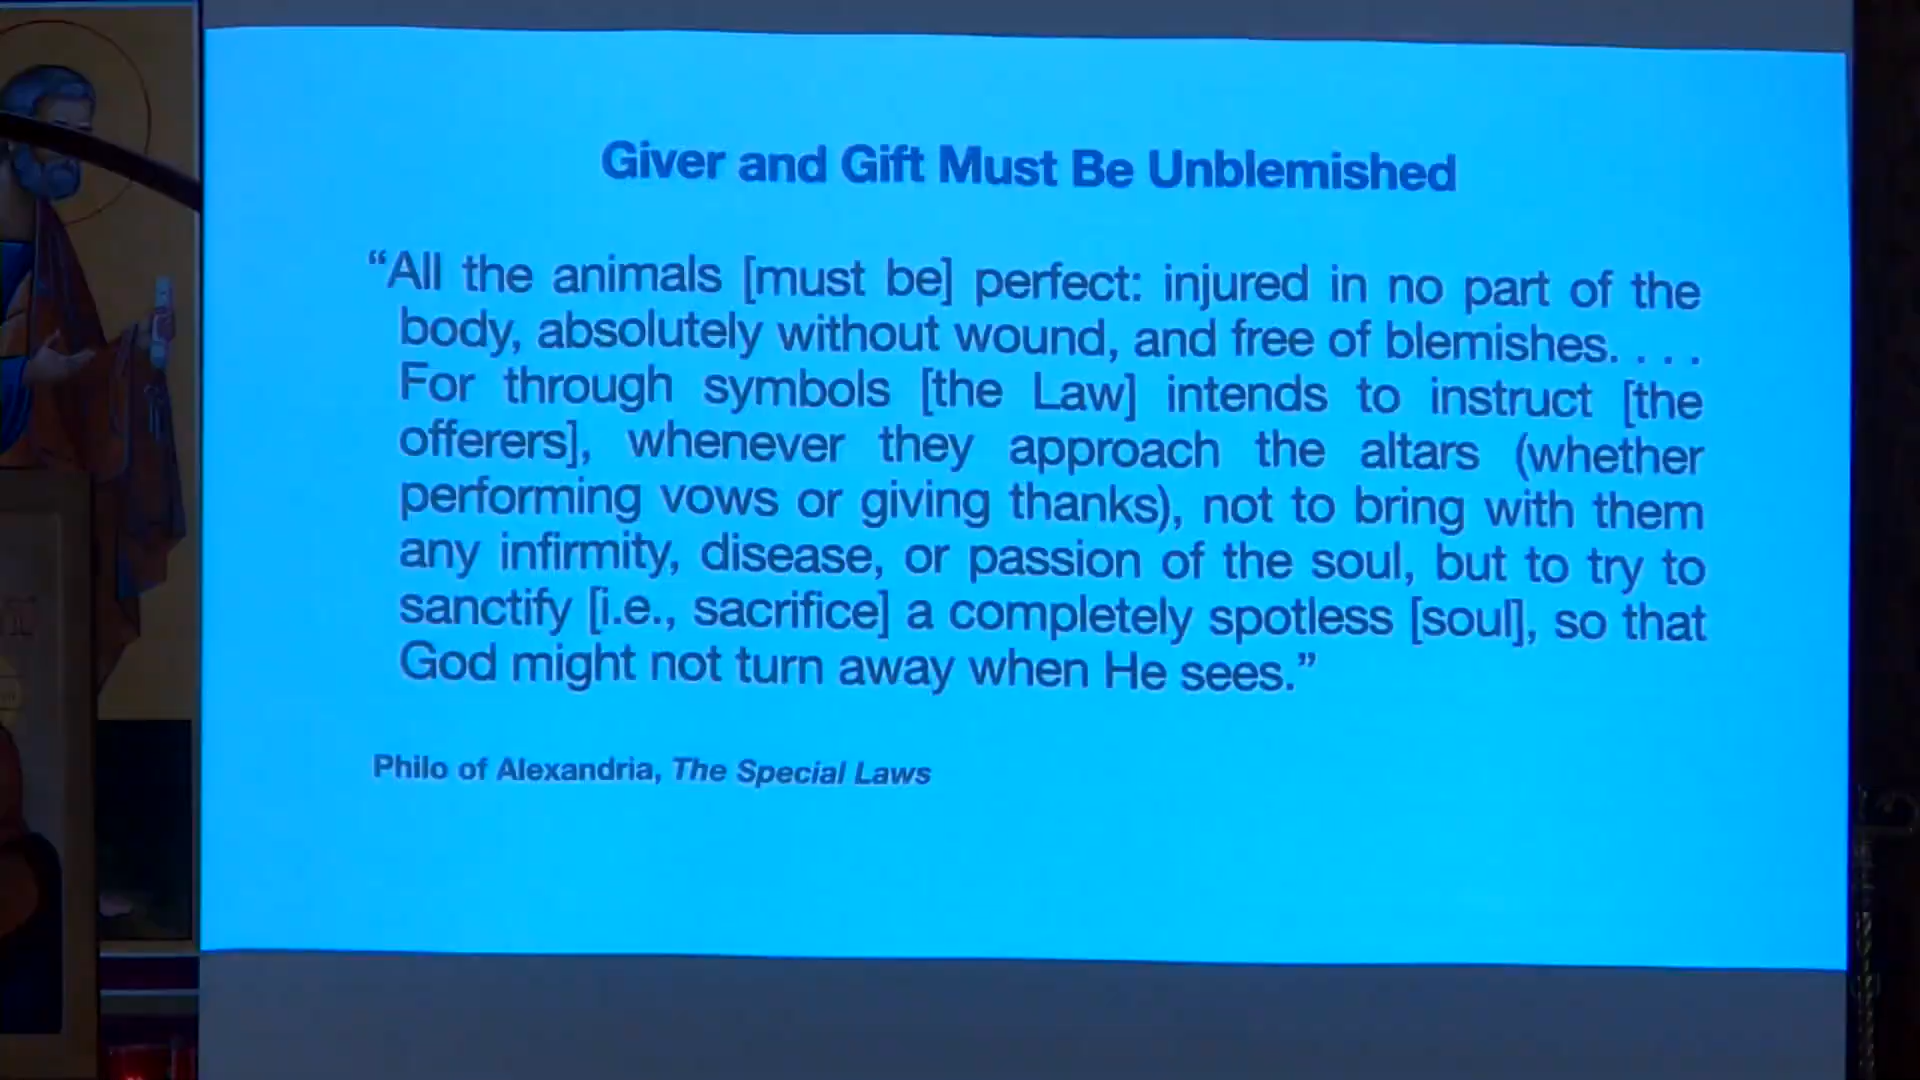 Giver and Gift Must Be Unblemished
“All the animals [must be] perfect: injured in no part of the
body, absolutely without wound, and free of blemishes. . . .
For through symbols [the Law] intends to instruct [the
offerers], whenever they approach the altars (whether
performing vows or giving thanks), not to bring with them
any infirmity, disease, or passion of the soul, but to try to
sanctify [i.e., sacrifice] a completely spotless [soul], so that
God might not turn away when He sees.”
Philo of Alexandria, The Special Laws